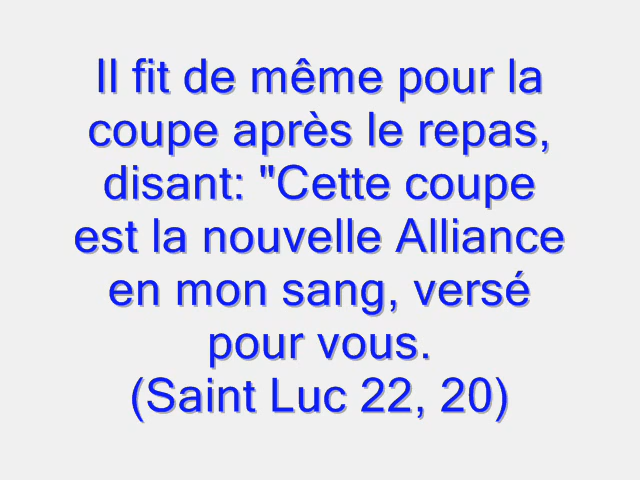 Il fit de même pour la
coupe après le repas,
disant: "Cette coupe
est la nouvelle Alliance
en mon sang, versé
pour vous.
(Saint Luc 22, 20)